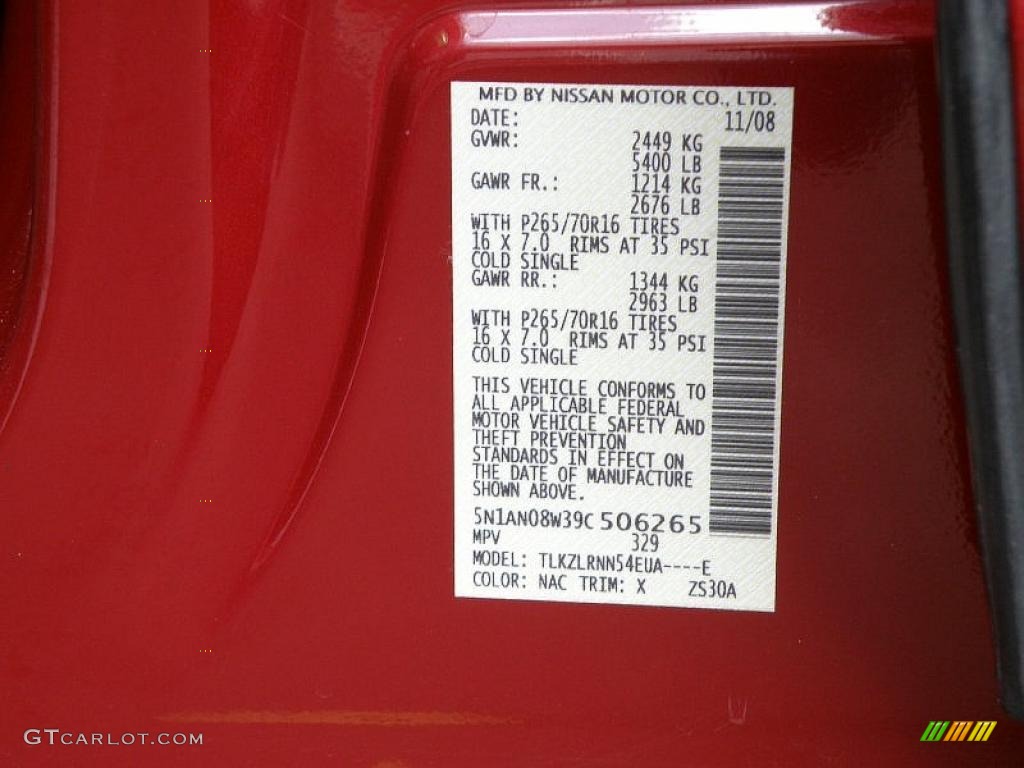 MFD BY NISSAN MOTOR CO., LTD.
DATE: 11/08
GVWR: 2449 KG
5400 LB
GAWR FR.: 1214 KG
2676 LB
WITH P265/70R16 TIRES
16 X 7.0 RIMS AT 35 PSI
COLD SINGLE
GAWR RR.: 1344 KG
2963 LB
WITH P265/70R16 TIRES
16 X 7.0 RIMS AT 35 PSI
COLD SINGLE
THIS VEHICLE CONFORMS TO
ALL APPLICABLE FEDERAL
MOTOR VEHICLE SAFETY AND
THEFT PREVENTION
STANDARDS IN EFFECT ON
THE DATE OF MANUFACTURE
SHOWN ABOVE.
5N1AN08W39C506265
MPV 329
MODEL: TLKZLRNN54EUA----E
COLOR: NAC TRIM: X ZS30A
GTCARLOT.COM